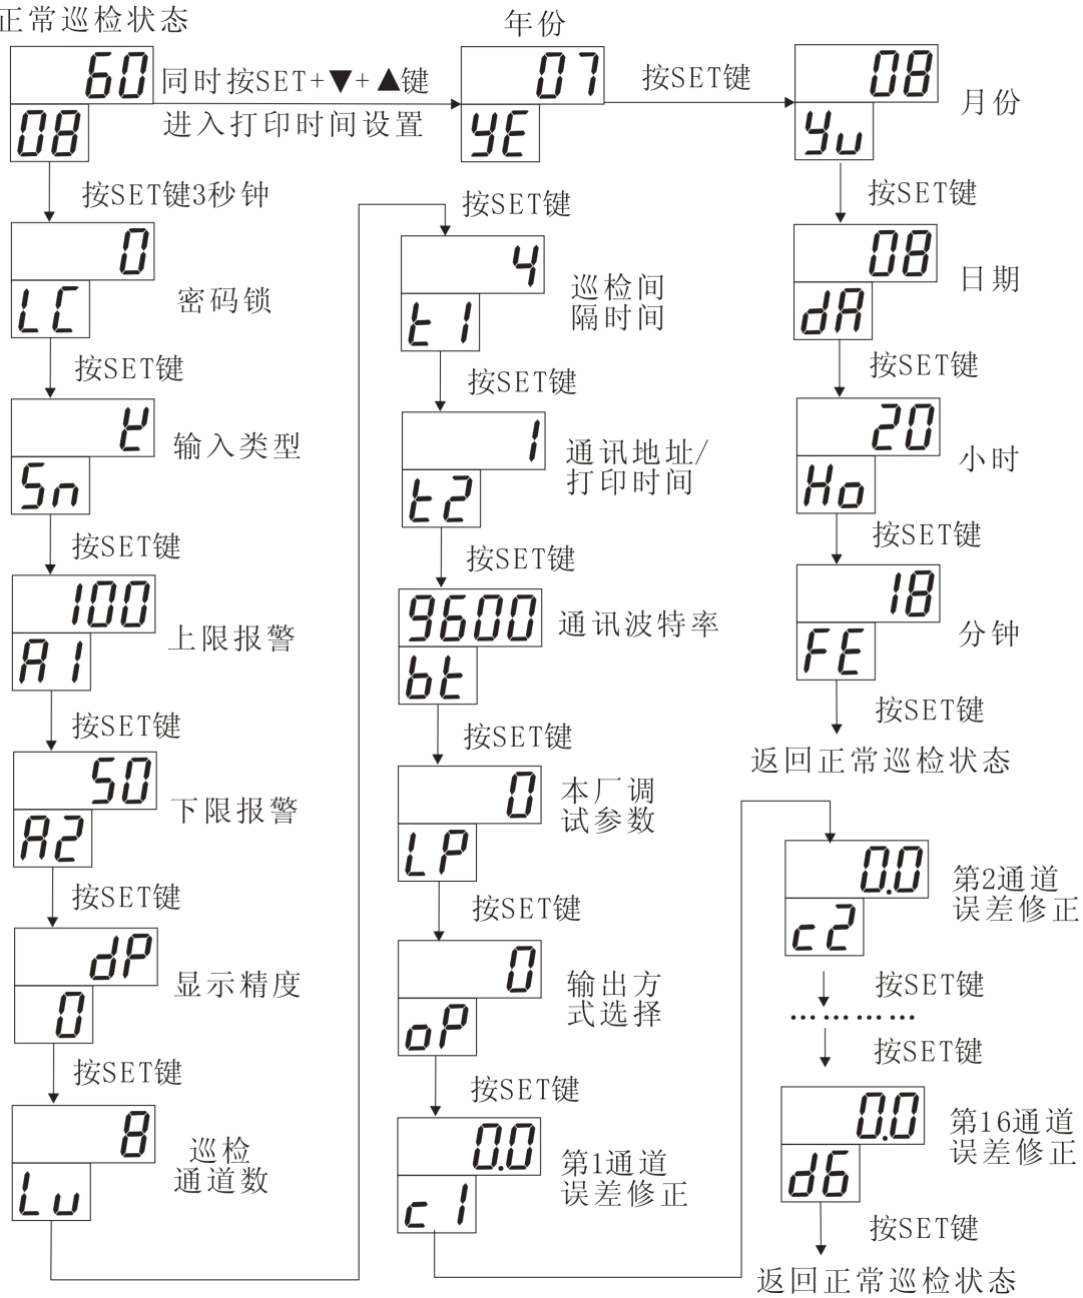 正常巡检状态
60
08
同时按SET+▼+▲键
进入打印时间设置
年份
07
YE
按SET键
08
Yu
月份
按SET键3秒钟
0
LC
密码锁
按SET键
Sn
输入类型
按SET键
100
A1
上限报警
按SET键
50
A2
下限报警
按SET键
dP
0
显示精度
按SET键
8
Lu
巡检
通道数
按SET键
4
t1
巡检间
隔时间
按SET键
1
t2
通讯地址/
打印时间
按SET键
9600
bt
通讯波特率
按SET键
0
LP
本厂调
试参数
按SET键
0
oP
输出方
式选择
按SET键
0.0
c1
第1通道
误差修正
按SET键
08
dA
日期
按SET键
20
Ho
小时
按SET键
18
FE
分钟
按SET键
返回正常巡检状态
0.0
c2
第2通道
误差修正
按SET键
…………
按SET键
0.0
d6
第16通道
误差修正
按SET键
返回正常巡检状态